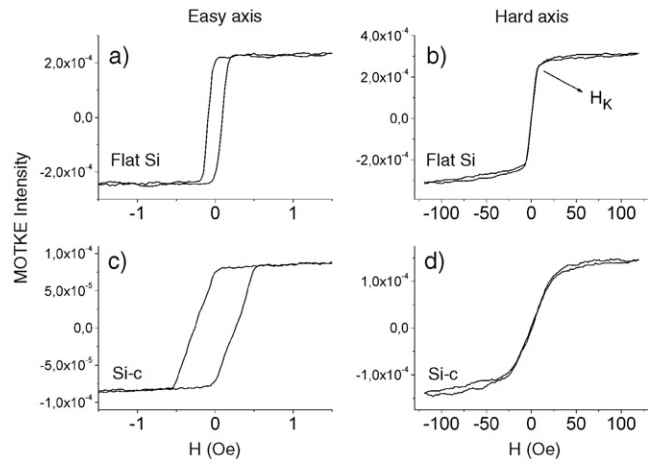 Easy axis
Hard axis
MOTKE Intensity
a)
2,0x10⁻⁴
0,0
-2,0x10⁻⁴
Flat Si
-1
0
1
b)
4,0x10⁻⁴
2,0x10⁻⁴
0,0
-2,0x10⁻⁴
H_K
Flat Si
-100
-50
0
50
100
c)
1,0x10⁻⁴
5,0x10⁻⁵
0,0
-5,0x10⁻⁵
-1,0x10⁻⁴
Si-c
-1
0
1
H (Oe)
d)
1,0x10⁻⁴
0,0
-1,0x10⁻⁴
Si-c
-100
-50
0
50
100
H (Oe)